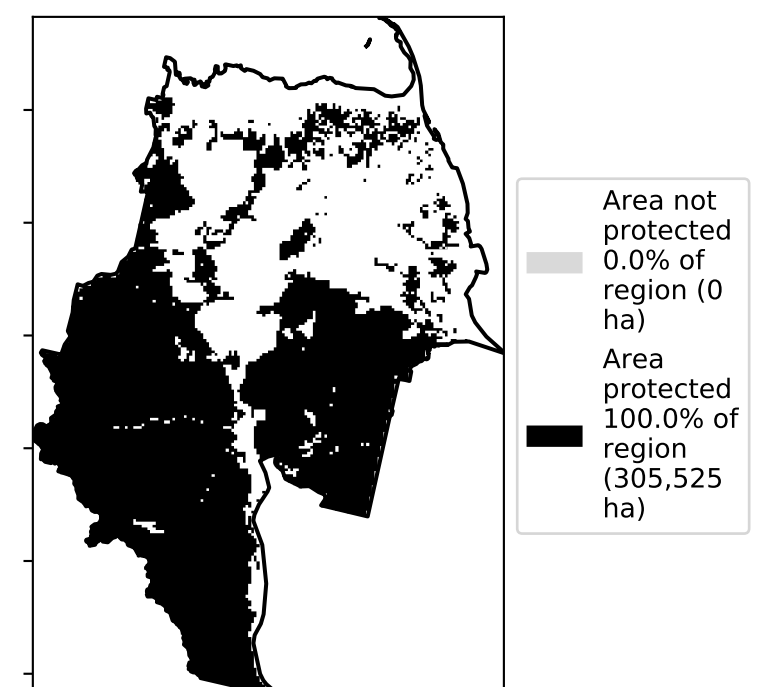 Area not
protected
0.0% of
region (0
ha)
Area
protected
100.0% of
region
(305,525
ha)